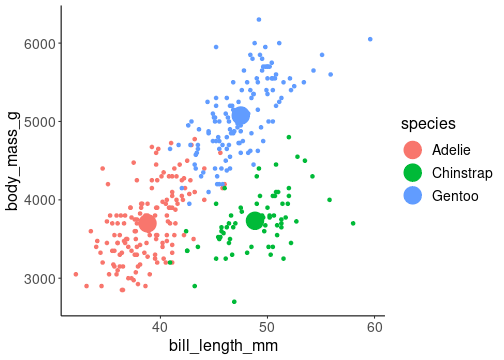 body_mass_g
6000
5000
4000
3000
40
50
60
bill_length_mm
species
Adelie
Chinstrap
Gentoo